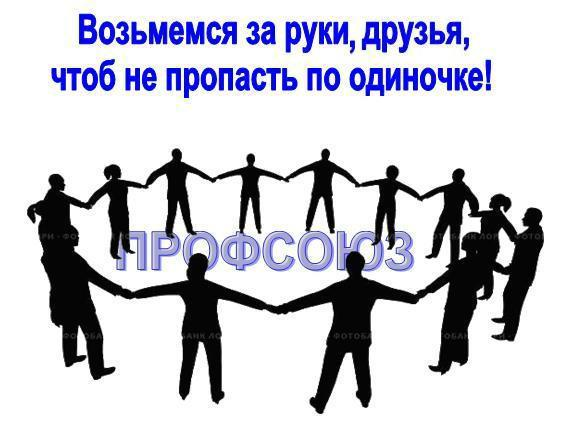 Возьмемся за руки, друзья,
чтоб не пропасть по одиночке!
ПРОФСОЮЗ